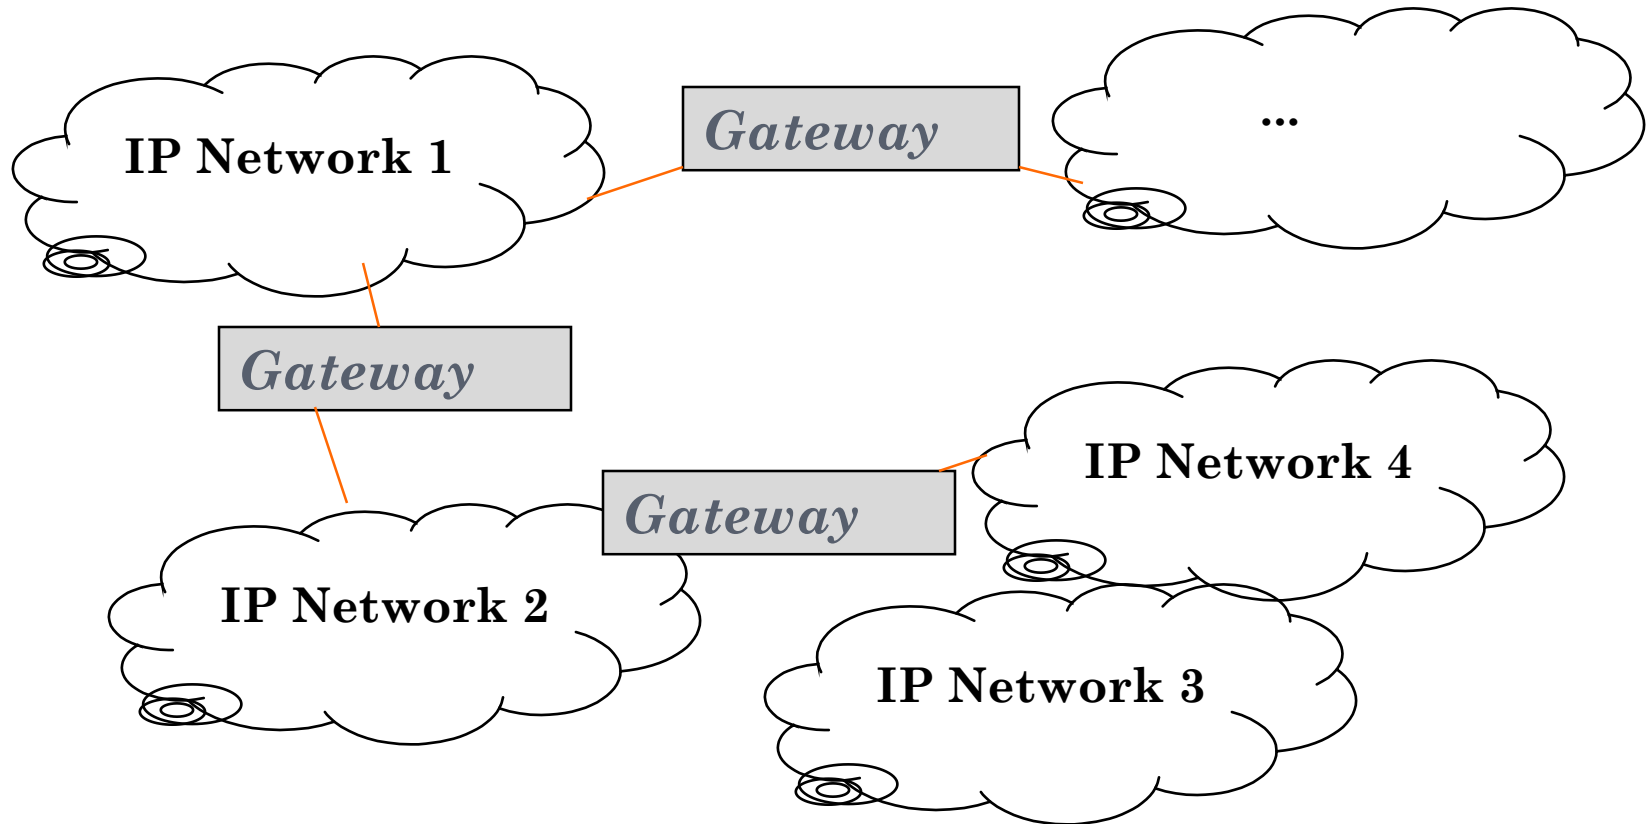 IP Network 1
Gateway
...
Gateway
IP Network 4
Gateway
IP Network 2
IP Network 3